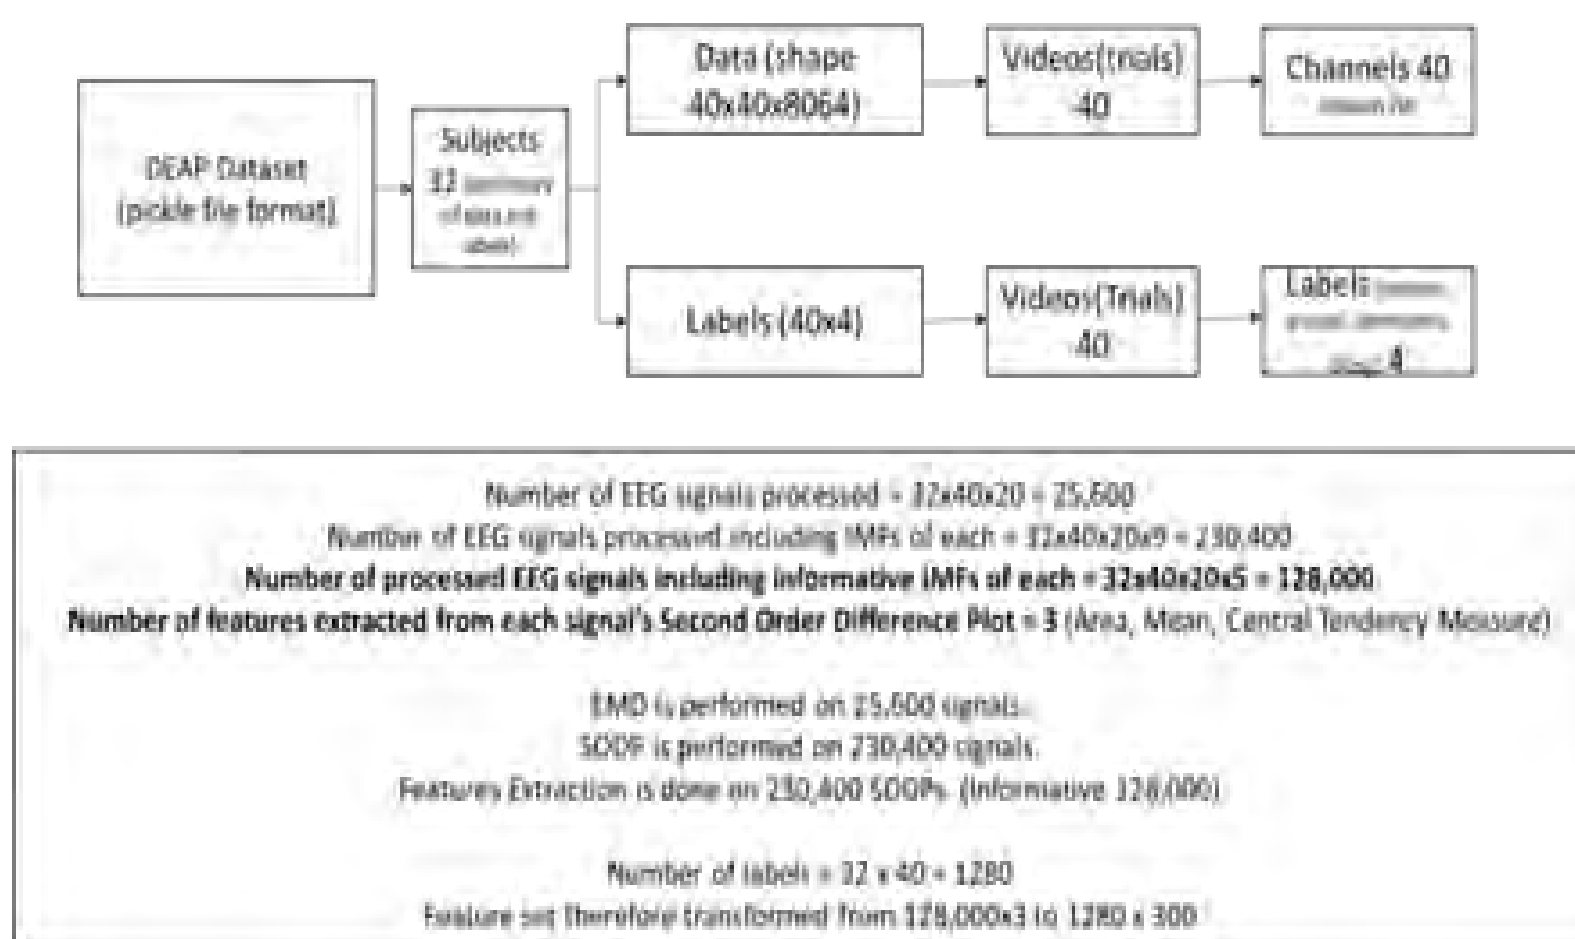 DEAP Dataset
(pickle file format)
Subjects
32
Data (shape
40x40x8064)
Videos(trials)
40
Channels 40
Labels (40x4)
Videos(Trials)
40
Labels
4
Number of EEG signals processed = 32x40x20 = 25,600
Number of EEG signals processed including IMFs of each = 32x40x20x9 = 230,400
Number of processed EEG signals including informative IMFs of each = 32x40x20x5 = 128,000
Number of features extracted from each signal's Second Order Difference Plot = 3 (Area, Mean, Central Tendency Measure)
EMD is performed on 25,600 signals.
SODP is performed on 230,400 signals.
Features Extraction is done on 230,400 SODPs. (Informative 128,000)
Number of labels = 32 x 40 = 1280
Feature set therefore transformed from 128,000x3 to 1280 x 300